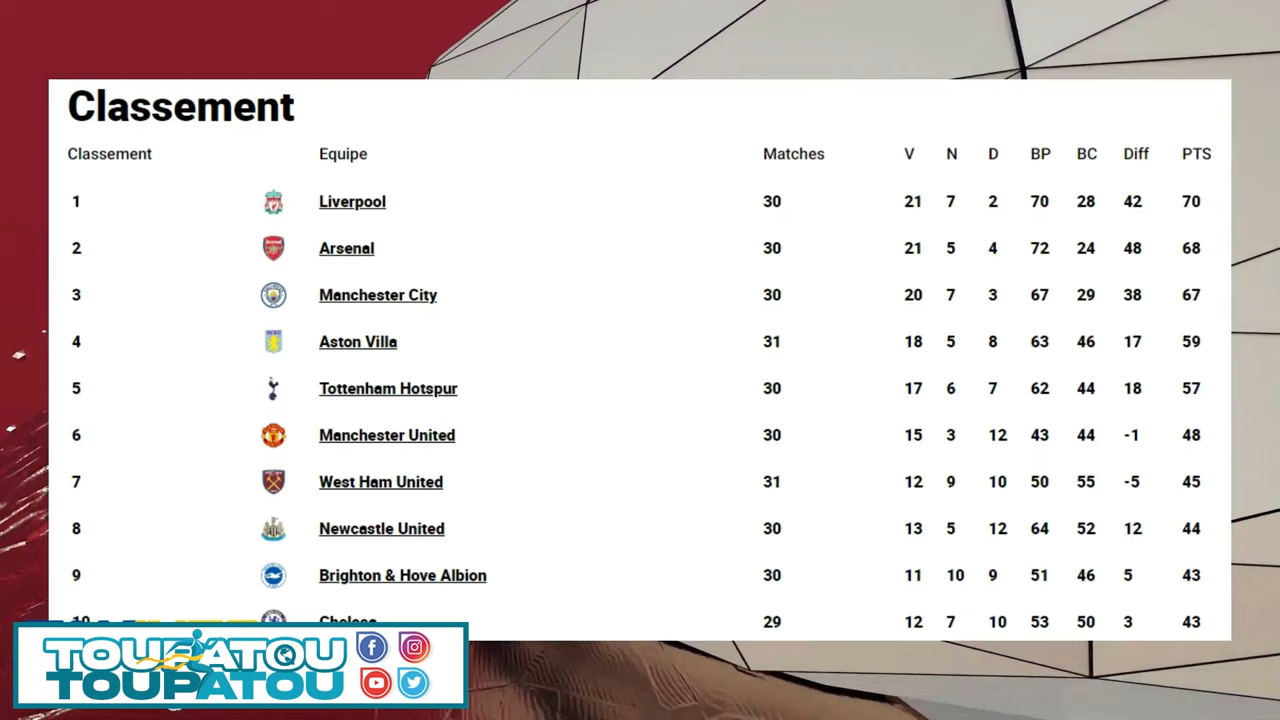 Classement
Classement Equipe Matches V N D BP BC Diff PTS
1 Liverpool 30 21 7 2 70 28 42 70
2 Arsenal 30 21 5 4 72 24 48 68
3 Manchester City 30 20 7 3 67 29 38 67
4 Aston Villa 31 18 5 8 63 46 17 59
5 Tottenham Hotspur 30 17 6 7 62 44 18 57
6 Manchester United 30 15 3 12 43 44 -1 48
7 West Ham United 31 12 9 10 50 55 -5 45
8 Newcastle United 30 13 5 12 64 52 12 44
9 Brighton & Hove Albion 30 11 10 9 51 46 5 43
10 Chelsea 29 12 7 10 53 50 3 43
TOUPATOU
TOUPATOU